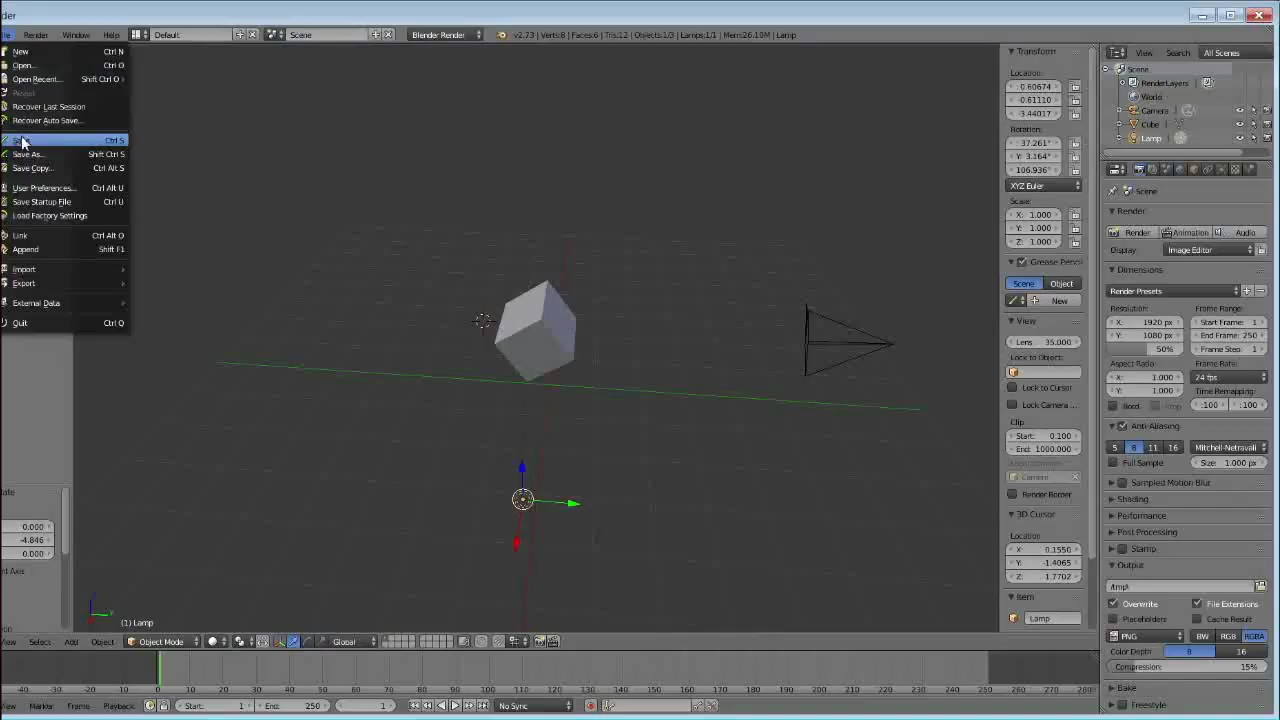 der
File Render Window Help Default Scene Blender Render v2.73 | Verts:8 | Faces:6 | Tris:12 | Objects:1/3 | Lamps:1/1 | Mem:26.10M | Lamp
New Ctrl N
Open... Ctrl O
Open Recent... Shift Ctrl O
Revert
Recover Last Session
Recover Auto Save...
Save Ctrl S
Save As... Shift Ctrl S
Save Copy... Ctrl Alt S
User Preferences... Ctrl Alt U
Save Startup File Ctrl U
Load Factory Settings
Link Ctrl Alt O
Append Shift F1
Import
Export
External Data
Quit Ctrl Q
ate
0.000
-4.846
0.000
nt Axis
(1) Lamp
View Select Add Object Object Mode Global
-40 -30 -20 -10 0 10 20 30 40 50 60 70 80 90 100 110 120 130 140 150 160 170 180 190 200 210 220 230 240 250 260 270 280
View Marker Frame Playback Start: 1 End: 250 1 No Sync
Transform
Location:
: 0.60674
-0.61110
-3.44017
Rotation:
: 37.261°
Y: 3.164°
106.936°
XYZ Euler
Scale:
X: 1.000
Y: 1.000
Z: 1.000
Grease Penc
Scene Object
New
View
Lens: 35.000
Lock to Object:
Lock to Cursor
Lock Camera ...
Clip
Start: 0.100
End: 1000.000
Camera
Render Border
3D Cursor
Location
X: 0.1550
Y: -1.4065
Z: 1.7702
Item
Lamp
View Search All Scenes
Scene
RenderLayers
World
Camera
Cube
Lamp
Scene
Render
Render Animation Audio
Display: Image Editor
Dimensions
Render Presets
Resolution: Frame Range:
X: 1920 px Start Frame: 1
Y: 1080 px End Frame: 250
50% Frame Step: 1
Aspect Ratio: Frame Rate:
X: 1.000 24 fps
Y: 1.000 Time Remapping:
Bord Crop :100 :100
Anti-Aliasing
5 8 11 16 Mitchell-Netravali
Full Sample Size: 1.000 px
Sampled Motion Blur
Shading
Performance
Post Processing
Stamp
Output
/tmp\
Overwrite File Extensions
Placeholders Cache Result
PNG BW RGB RGBA
Color Depth: 8 16
Compression: 15%
Bake
Freestyle